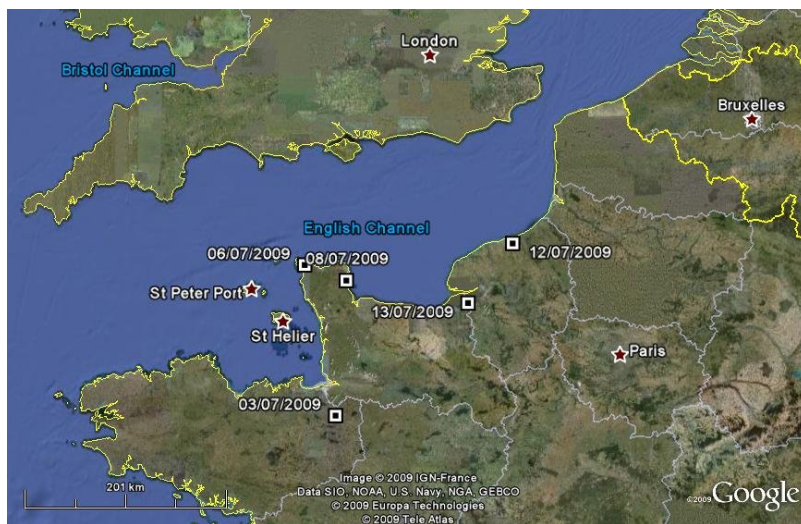 London
Bristol Channel
Bruxelles
English Channel
06/07/2009
08/07/2009
12/07/2009
St Peter Port
13/07/2009
St Helier
Paris
03/07/2009
201 km
Image © 2009 IGN-France
Data SIO, NOAA, U.S. Navy, NGA, GEBCO
© 2009 Europa Technologies
© 2009 Tele Atlas
©2009 Google